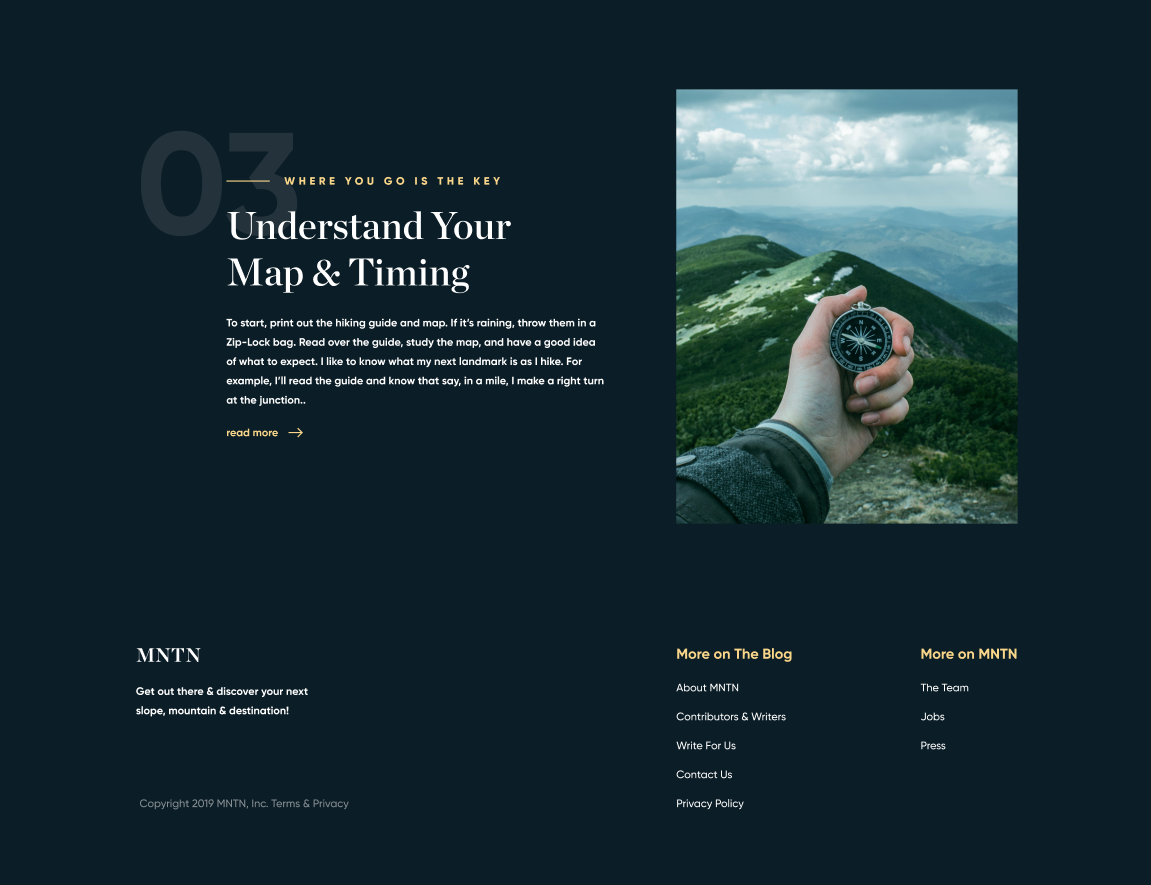 03
WHERE YOU GO IS THE KEY
Understand Your
Map & Timing
To start, print out the hiking guide and map. If it’s raining, throw them in a
Zip-Lock bag. Read over the guide, study the map, and have a good idea
of what to expect. I like to know what my next landmark is as I hike. For
example, I’ll read the guide and know that say, in a mile, I make a right turn
at the junction..
read more
N
W
E
MNTN
Get out there & discover your next
slope, mountain & destination!
Copyright 2019 MNTN, Inc. Terms & Privacy
More on The Blog
About MNTN
Contributors & Writers
Write For Us
Contact Us
Privacy Policy
More on MNTN
The Team
Jobs
Press